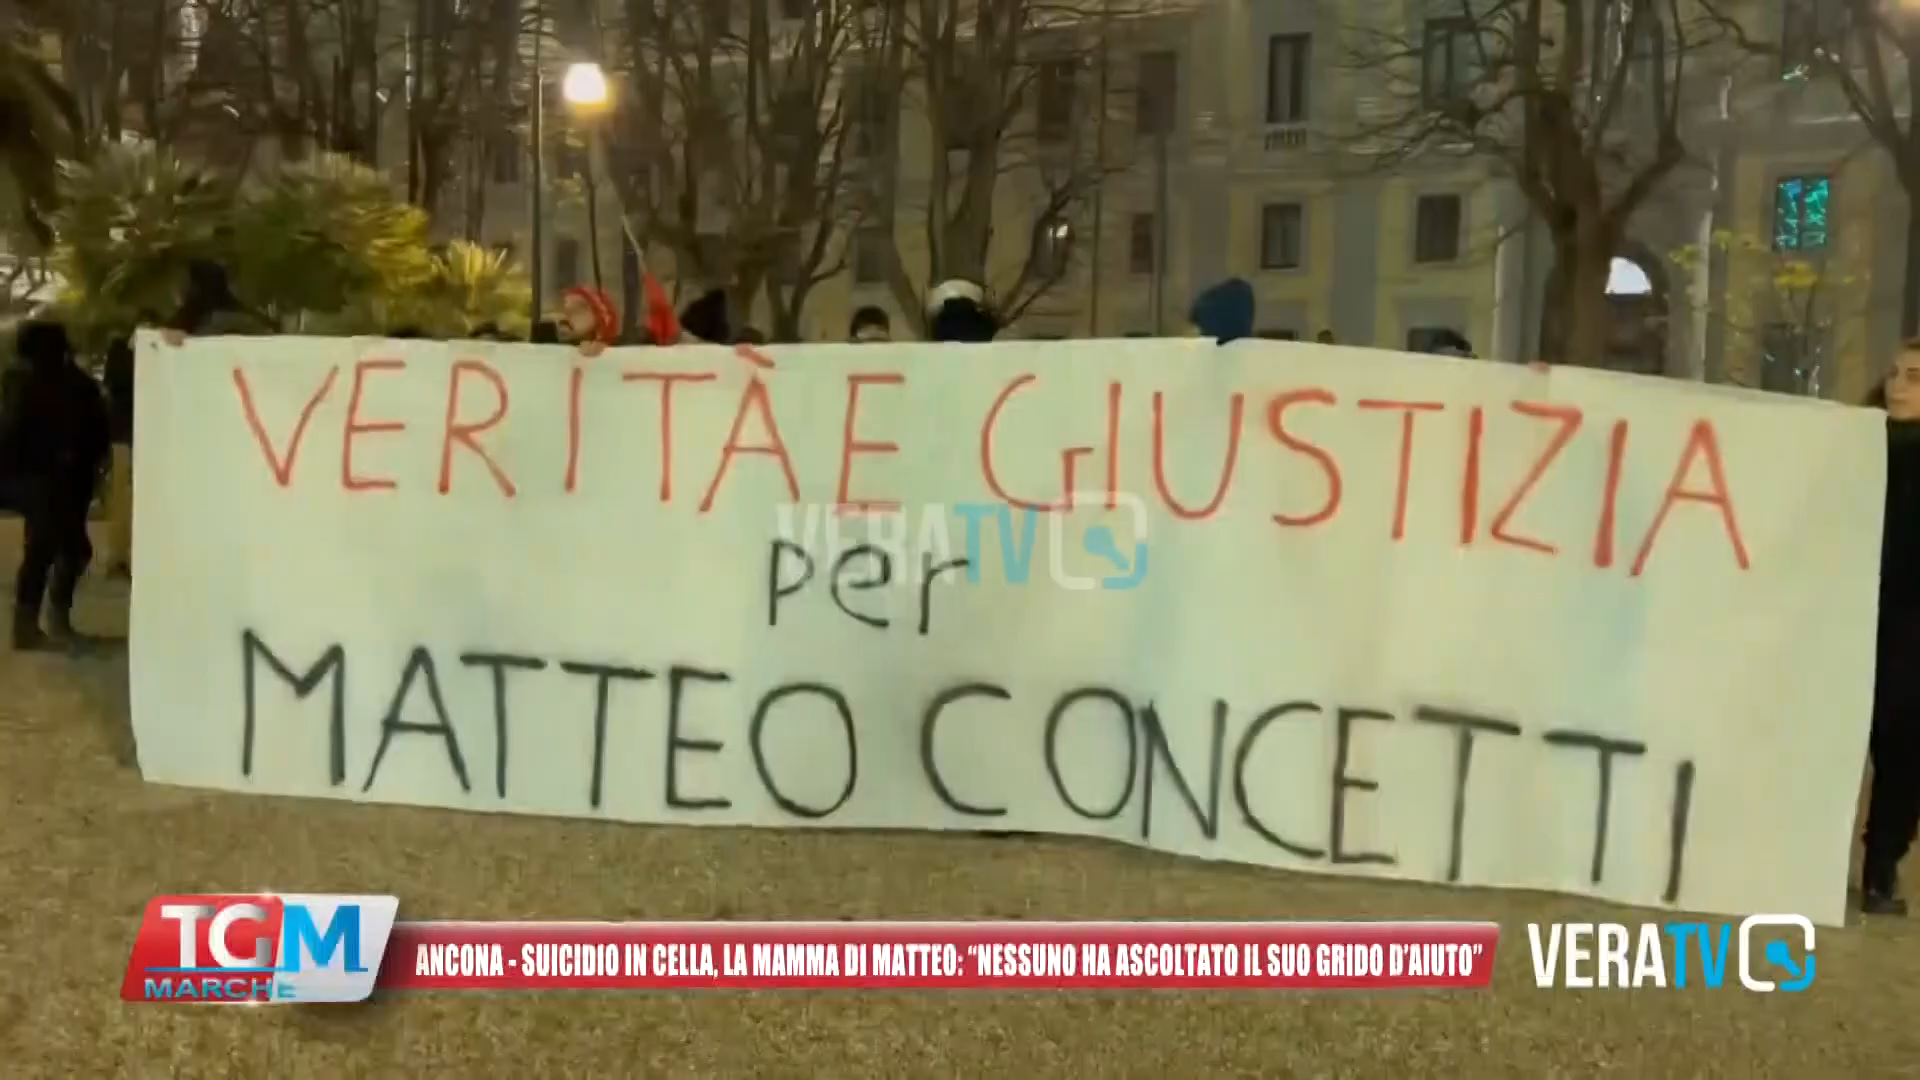 VERITÀ E GIUSTIZIA
VERATV
per
MATTEO CONCETTI
TGM
MARCHE
ANCONA - SUICIDIO IN CELLA, LA MAMMA DI MATTEO: “NESSUNO HA ASCOLTATO IL SUO GRIDO D’AIUTO”
VERATV